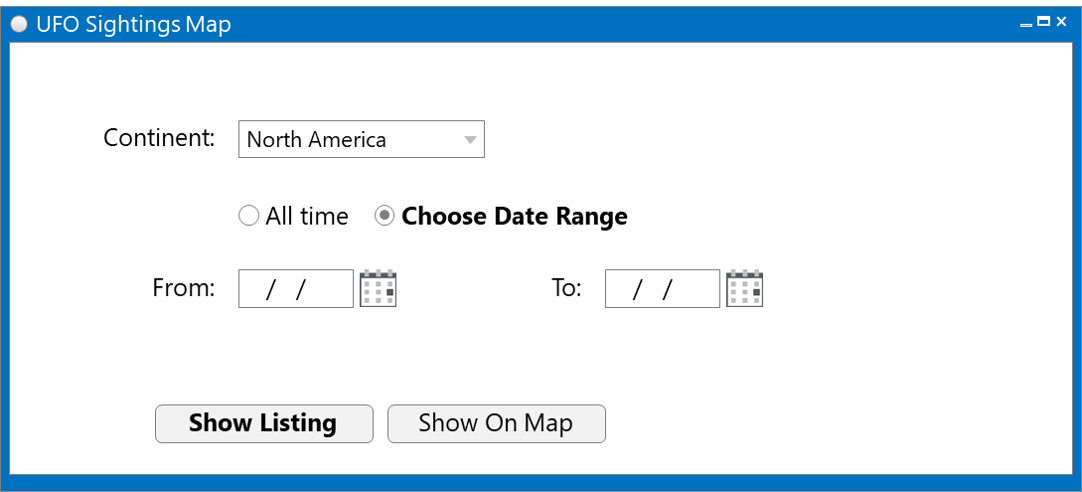 UFO Sightings Map
Continent: North America
All time Choose Date Range
From: / / To: / /
Show Listing Show On Map